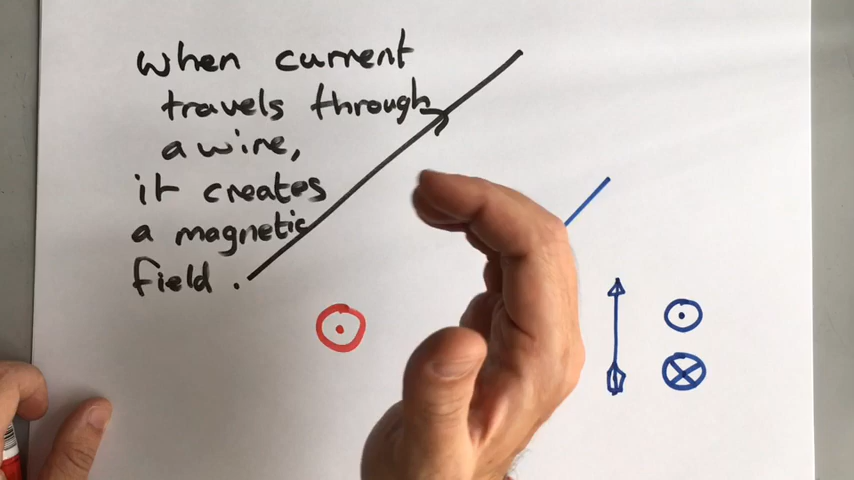 when current
travels through
a wire,
it creates
a magnetic
field.